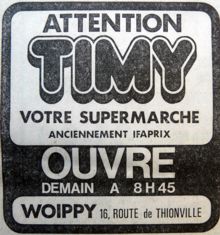 ATTENTION
TIMY
VOTRE SUPERMARCHE
ANCIENNEMENT IFAPRIX
OUVRE
DEMAIN A 8H45
WOIPPY 16, ROUTE de THIONVILLE